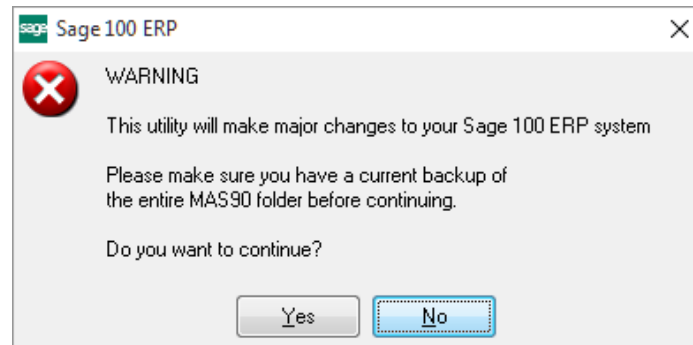 sage Sage 100 ERP
WARNING
This utility will make major changes to your Sage 100 ERP system
Please make sure you have a current backup of
the entire MAS90 folder before continuing.
Do you want to continue?
Yes No